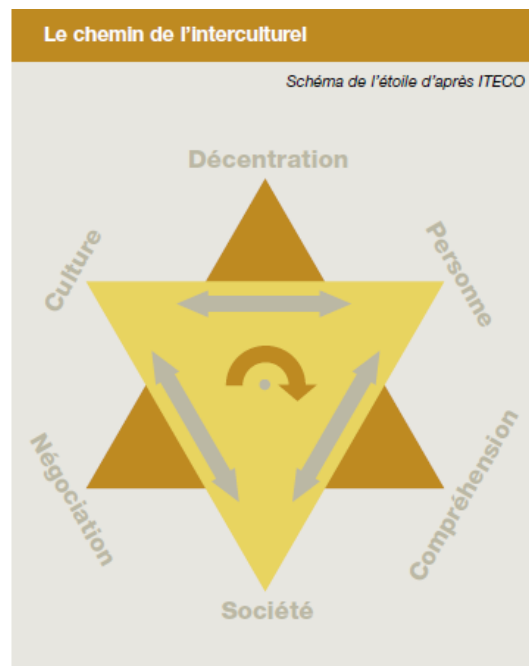 Le chemin de l'interculturel
Schéma de l'étoile d'après ITECO
Décentration
Culture
Personne
Négociation
Compréhension
Société